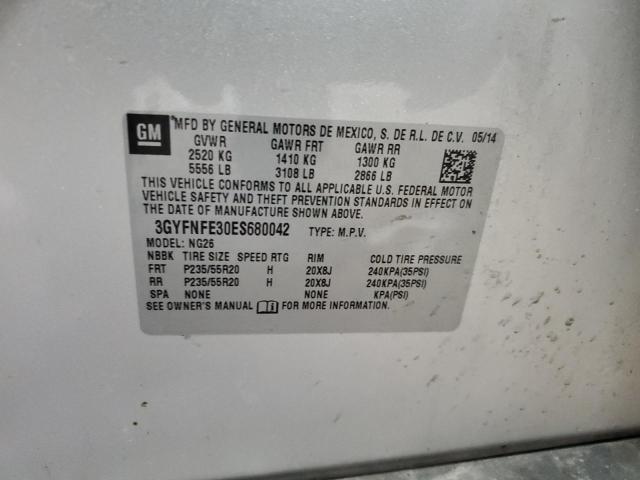 GM MFD BY GENERAL MOTORS DE MEXICO, S. DE R.L. DE C.V. 05/14
GVWR GAWR FRT GAWR RR
2520 KG 1410 KG 1300 KG
5556 LB 3108 LB 2866 LB
THIS VEHICLE CONFORMS TO ALL APPLICABLE U.S. FEDERAL MOTOR
VEHICLE SAFETY AND THEFT PREVENTION STANDARDS IN EFFECT ON
THE DATE OF MANUFACTURE SHOWN ABOVE.
3GYFNFE30ES680042 TYPE: M.P.V.
MODEL: NG26
NBBK TIRE SIZE SPEED RTG RIM COLD TIRE PRESSURE
FRT P235/55R20 H 20X8J 240KPA(35PSI)
RR P235/55R20 H 20X8J 240KPA(35PSI)
SPA NONE NONE KPA(PSI)
SEE OWNER'S MANUAL FOR MORE INFORMATION.